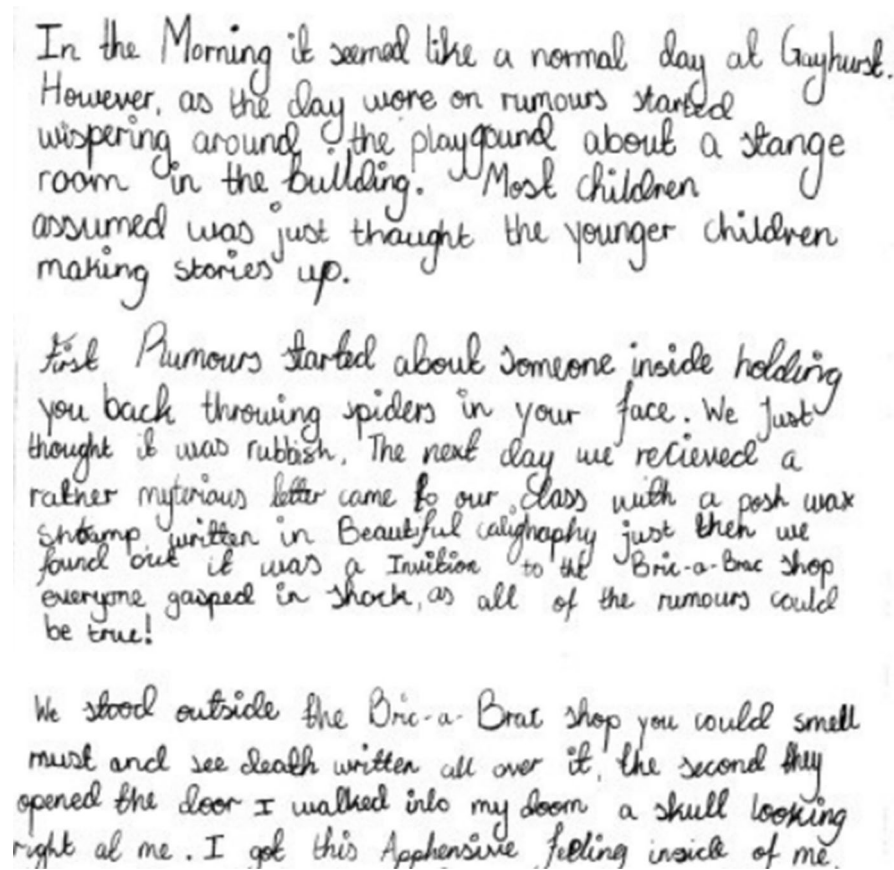 In the Morning it seemed like a normal day at Gayhurst.
However, as the day wore on rumours started
wispering around the playgound about a stange
room in the building. Most children
assumed was just thought the younger children
making stories up.
First Rumours started about someone inside holding
you back throwing spiders in your face. We Just
thought it was rubbish. The next day we recieved a
rather myterious letter came to our class with a posh wax
shtamp written in Beautiful calighaphy just then we
found out it was a Invition to the Bric-a-Brac shop
everyone gasped in shock, as all of the rumours could
be true!
We stood outside the Bric-a-Brac shop you could smell
must and see death written all over it, the second they
opened the door I walked into my doom a skull looking
right at me. I got this Apphensive feeling inside of me.